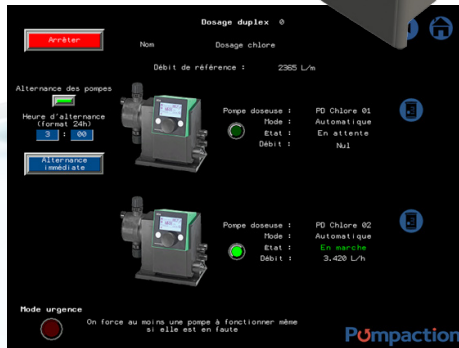 Dosage duplex 0
Arrêter
Nom Dosage chlore
Débit de référence : 2365 L/m
Alternance des pompes
Heure d'alternance
(format 24h)
3 : 00
Alternance
immédiate
Pompe doseuse : PD Chlore 01
Mode : Automatique
État : En attente
Débit : Nul
Pompe doseuse : PD Chlore 02
Mode : Automatique
État : En marche
Débit : 3.420 L/h
Mode urgence
On force au moins une pompe à fonctionner même
si elle est en faute
Pompaction